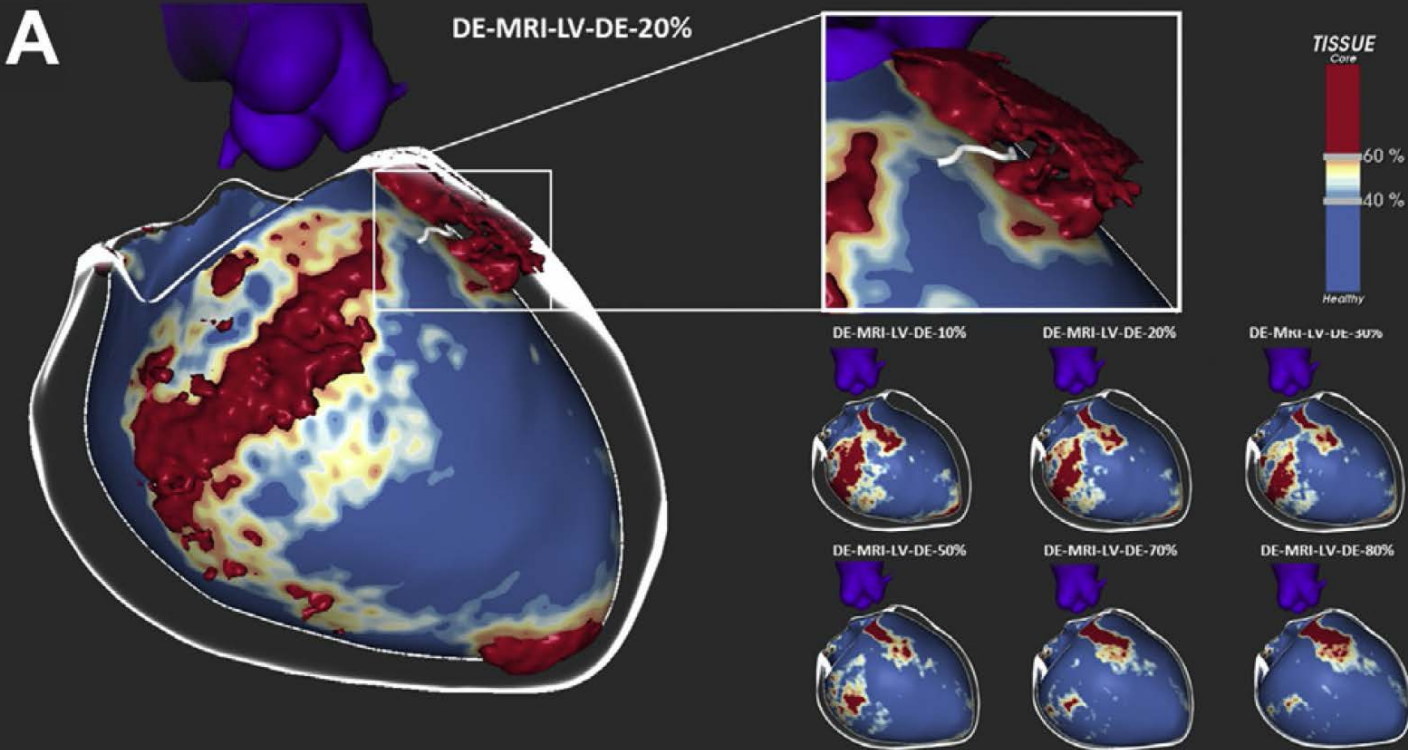 A
DE-MRI-LV-DE-20%
TISSUE
Core
60 %
40 %
Healthy
DE-MRI-LV-DE-10%
DE-MRI-LV-DE-20%
DE-MRI-LV-DE-30%
DE-MRI-LV-DE-50%
DE-MRI-LV-DE-70%
DE-MRI-LV-DE-80%